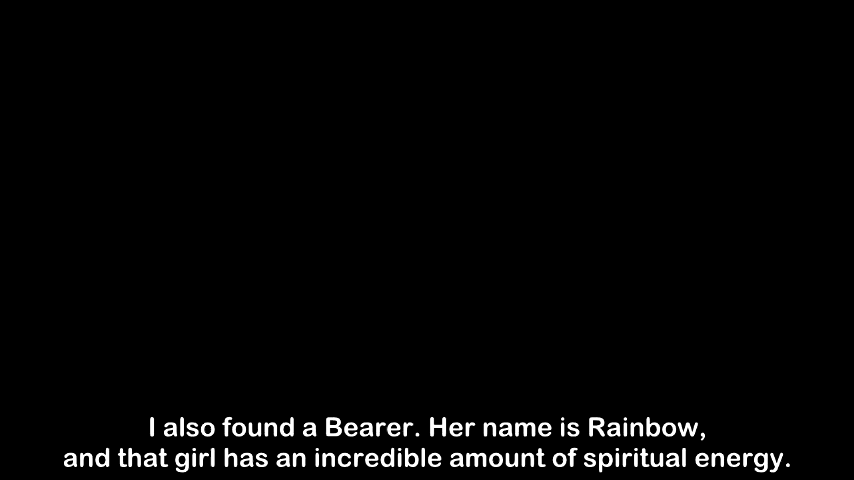 I also found a Bearer. Her name is Rainbow,
and that girl has an incredible amount of spiritual energy.